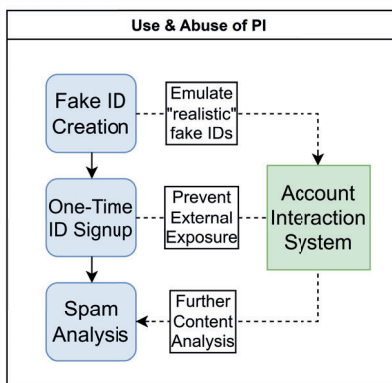 Use & Abuse of PI
Fake ID
Creation
Emulate
"realistic"
fake IDs
One-Time
ID Signup
Prevent
External
Exposure
Account
Interaction
System
Spam
Analysis
Further
Content
Analysis